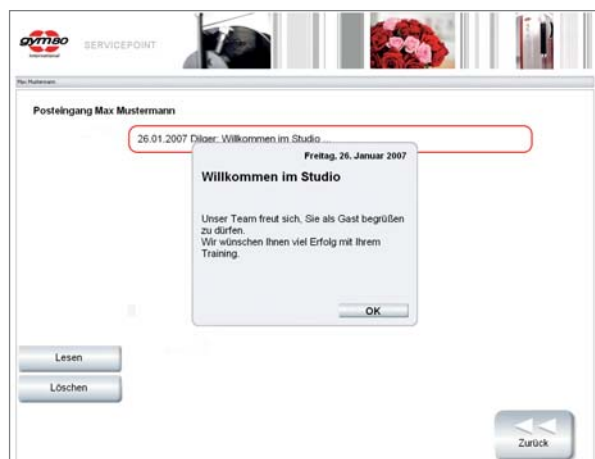 gym80
international
SERVICEPOINT
Max Mustermann
Posteingang Max Mustermann
26.01.2007 Dilger: Willkommen im Studio ...
Freitag, 26. Januar 2007
Willkommen im Studio
Unser Team freut sich, Sie als Gast begrüßen
zu dürfen.
Wir wünschen Ihnen viel Erfolg mit Ihrem
Training.
OK
Lesen
Löschen
Zurück